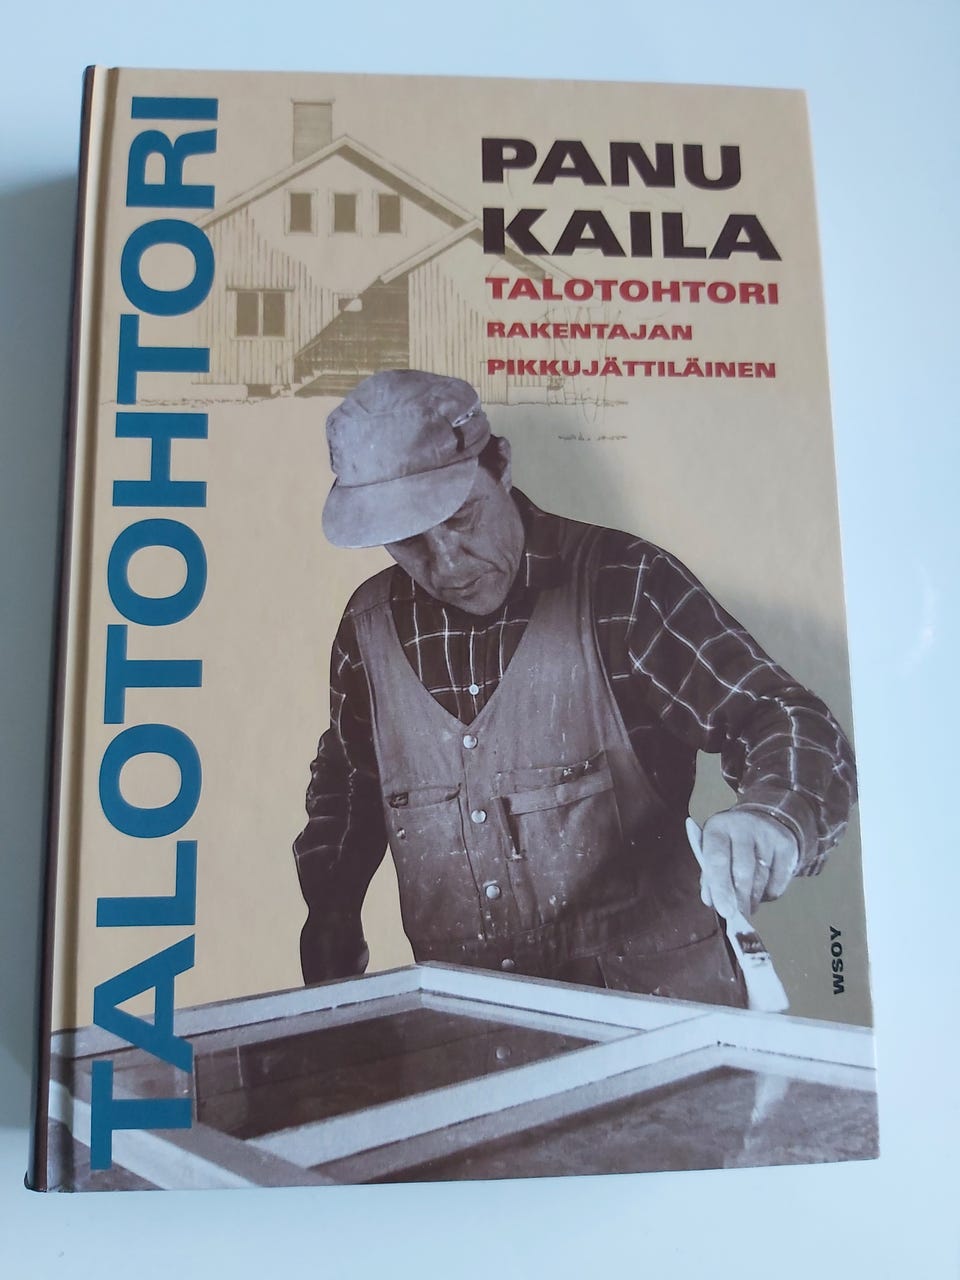 TALOTOHTORI
PANU
KAILA
TALOTOHTORI
RAKENTAJAN
PIKKUJÄTTILÄINEN
WSOY